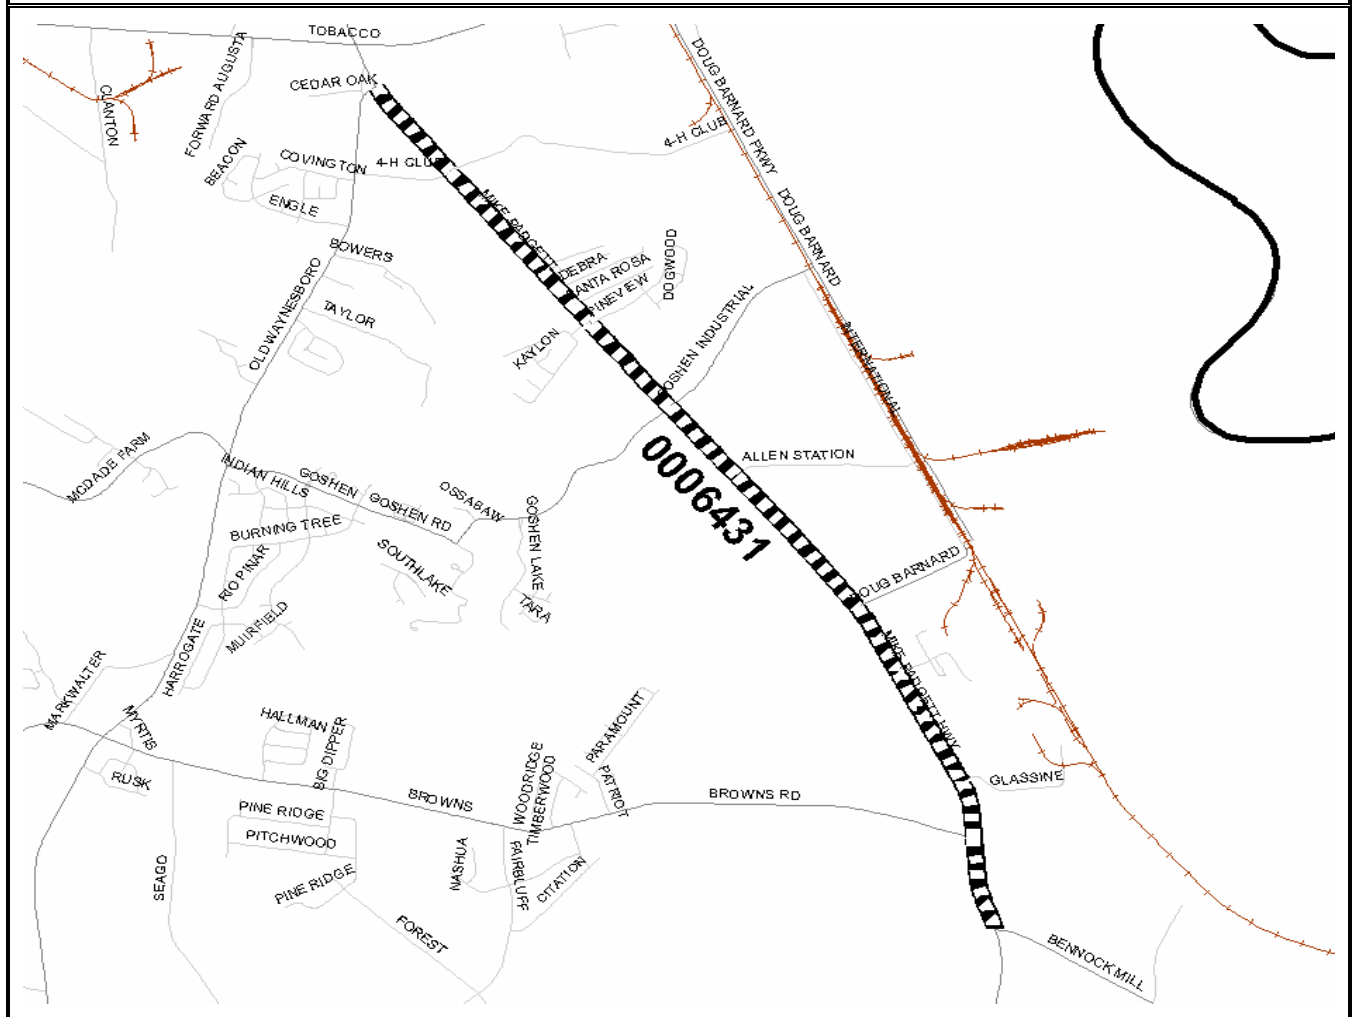 TOBACCO
FORWARD AUGUSTA
CEDAR OAK
CLANTON
DOUG BARNARD PKWY
4-H CLUB
BEACON
COVINGTON
4-H CLUB
ENGLE
MIKE PADGETT
DOUG BARNARD
BOWERS
DEBRA
SANTA ROSA
DOGWOOD
PINEVIEW
OLD WAYNESBORO
TAYLOR
KAYLON
GOSHEN INDUSTRIAL
INTERNATIONAL
MCDADE FARM
INDIAN HILLS
GOSHEN
GOSHEN RD
OSSABAW
0006431
ALLEN STATION
BURNING TREE
GOSHEN LAKE
SOUTHLAKE
RIO PINAR
DOUG BARNARD
TARA
MUIRFIELD
HARROGATE
MIKE PADGETT HWY
MARKWALTER
MYRTIS
HALLMAN
BIG DIPPER
PARAMOUNT
WOODRIDGE
TIMBERWOOD
PATRIOT
RUSK
GLASSINE
BROWNS
BROWNS RD
PINE RIDGE
PITCHWOOD
SEAGO
NASHUA
FAIRBLUFF
CITATION
PINE RIDGE
FOREST
BENNOCK MILL